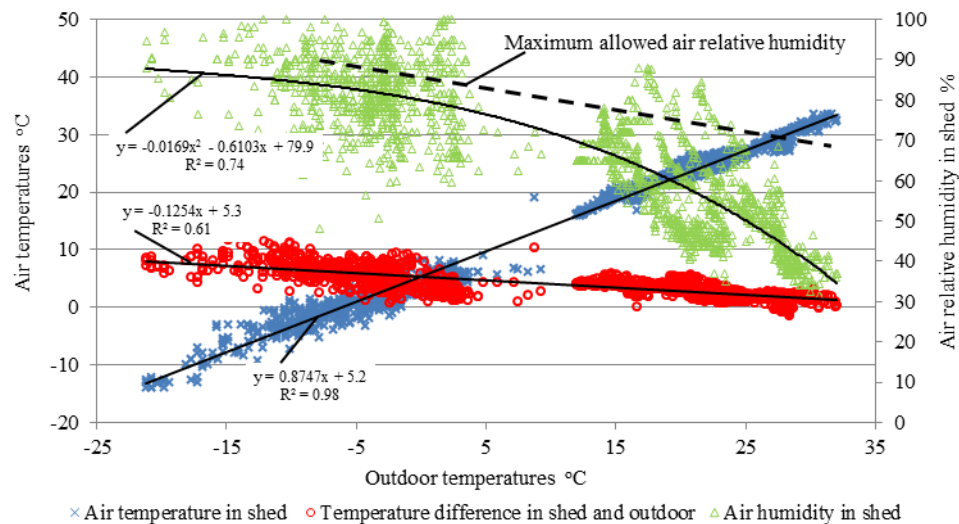 50
40
30
20
10
0
-10
-20
Air temperatures °C
100
90
80
70
60
50
40
30
20
10
0
Air relative humidity in shed %
Maximum allowed air relative humidity
y = -0.0169x² - 0.6103x + 79.9
R² = 0.74
y = -0.1254x + 5.3
R² = 0.61
y = 0.8747x + 5.2
R² = 0.98
-25
-15
-5
5
15
25
35
Outdoor temperatures °C
Air temperature in shed
Temperature difference in shed and outdoor
Air humidity in shed